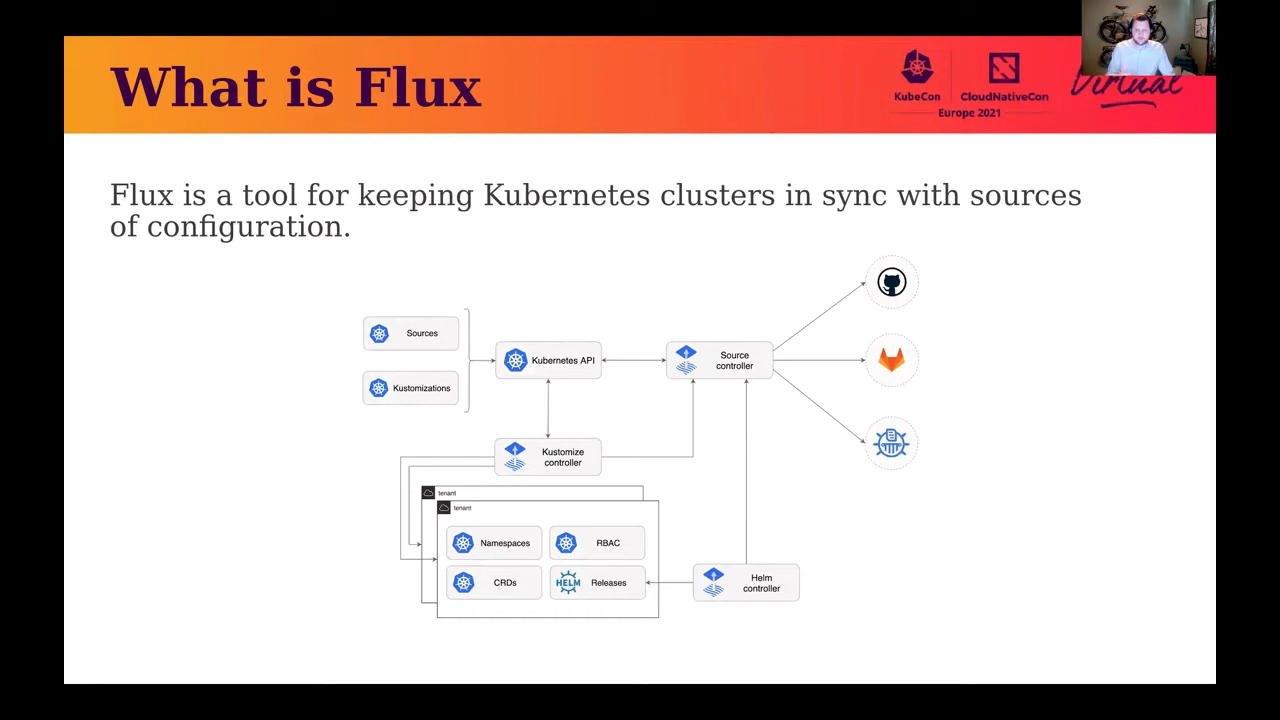 What is Flux
KubeCon
CloudNativeCon
Europe 2021
Virtual
Flux is a tool for keeping Kubernetes clusters in sync with sources
of configuration.
Sources
Kustomizations
Kubernetes API
Source
controller
Kustomize
controller
tenant
tenant
Namespaces
RBAC
CRDs
HELM
Releases
Helm
controller